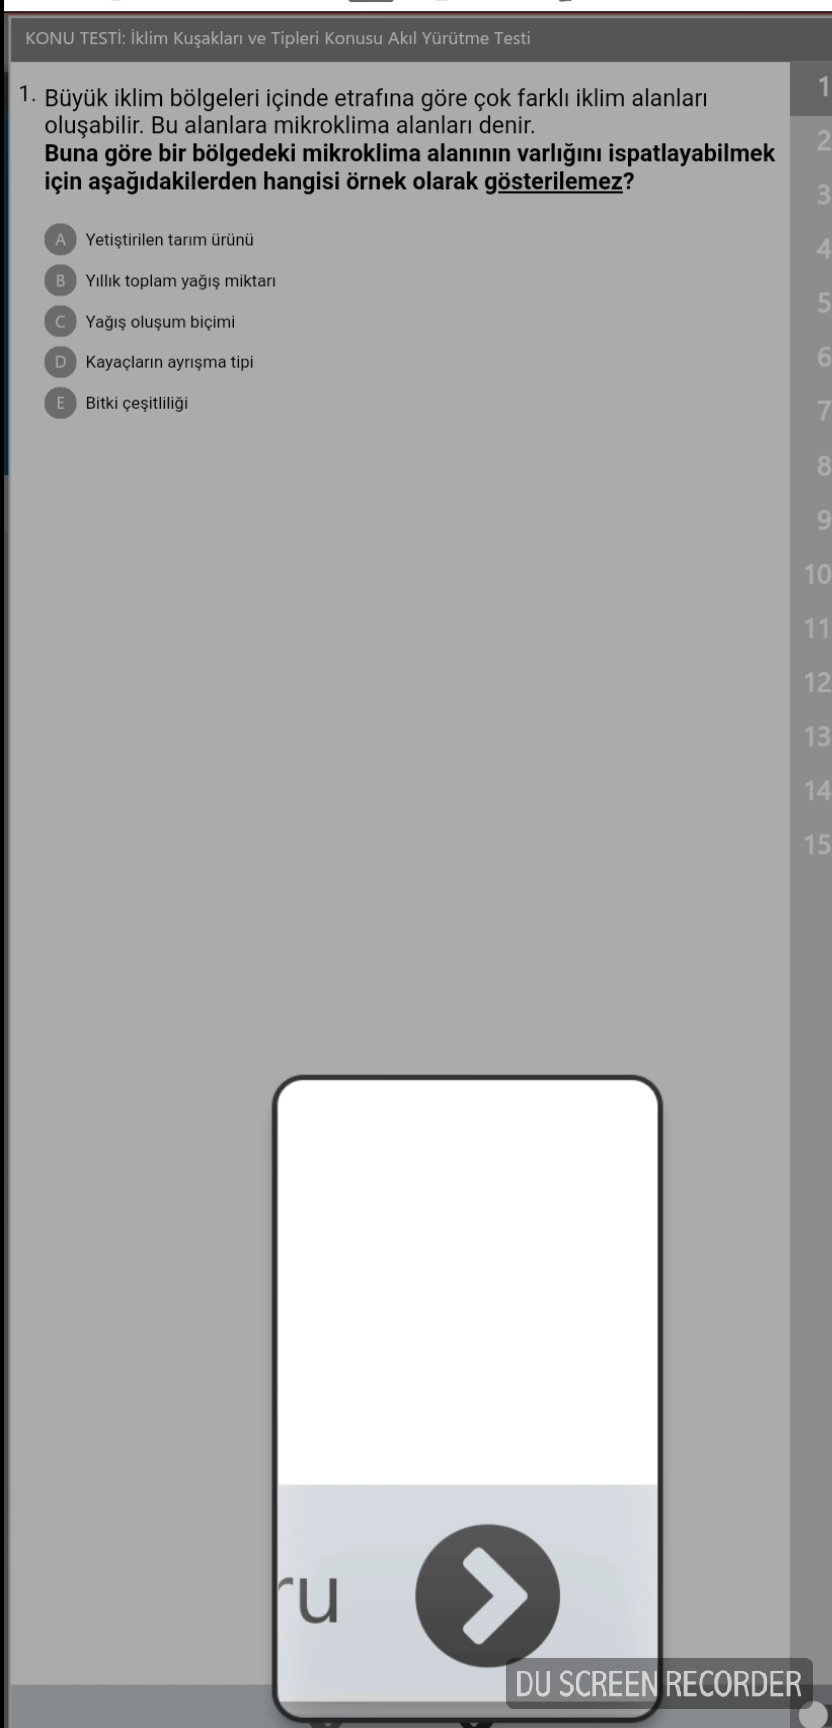 KONU TESTİ: İklim Kuşakları ve Tipleri Konusu Akıl Yürütme Testi
1. Büyük iklim bölgeleri içinde etrafına göre çok farklı iklim alanları
oluşabilir. Bu alanlara mikroklima alanları denir.
Buna göre bir bölgedeki mikroklima alanının varlığını ispatlayabilmek
için aşağıdakilerden hangisi örnek olarak gösterilemez?
A Yetiştirilen tarım ürünü
B Yıllık toplam yağış miktarı
C Yağış oluşum biçimi
D Kayaçların ayrışma tipi
E Bitki çeşitliliği
1
2
3
4
5
6
7
8
9
10
11
12
13
14
15
ru
DU SCREEN RECORDER